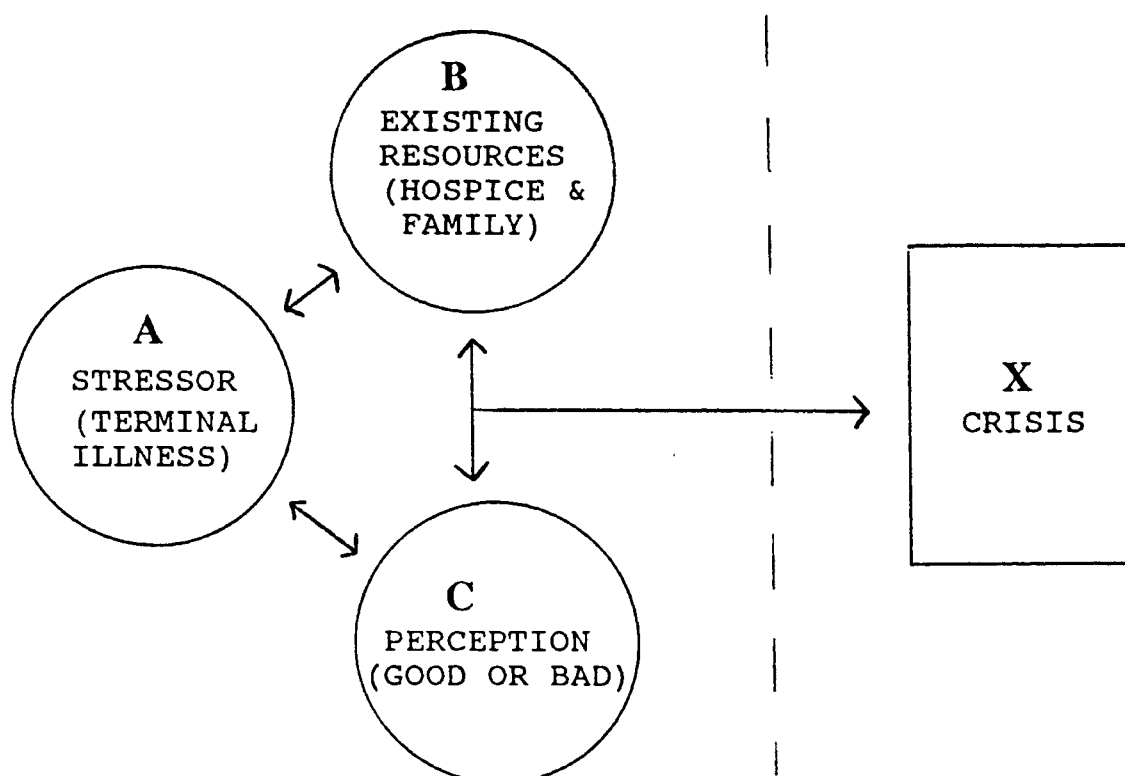 B
EXISTING
RESOURCES
(HOSPICE &
FAMILY)
A
STRESSOR
(TERMINAL
ILLNESS)
X
CRISIS
C
PERCEPTION
(GOOD OR BAD)